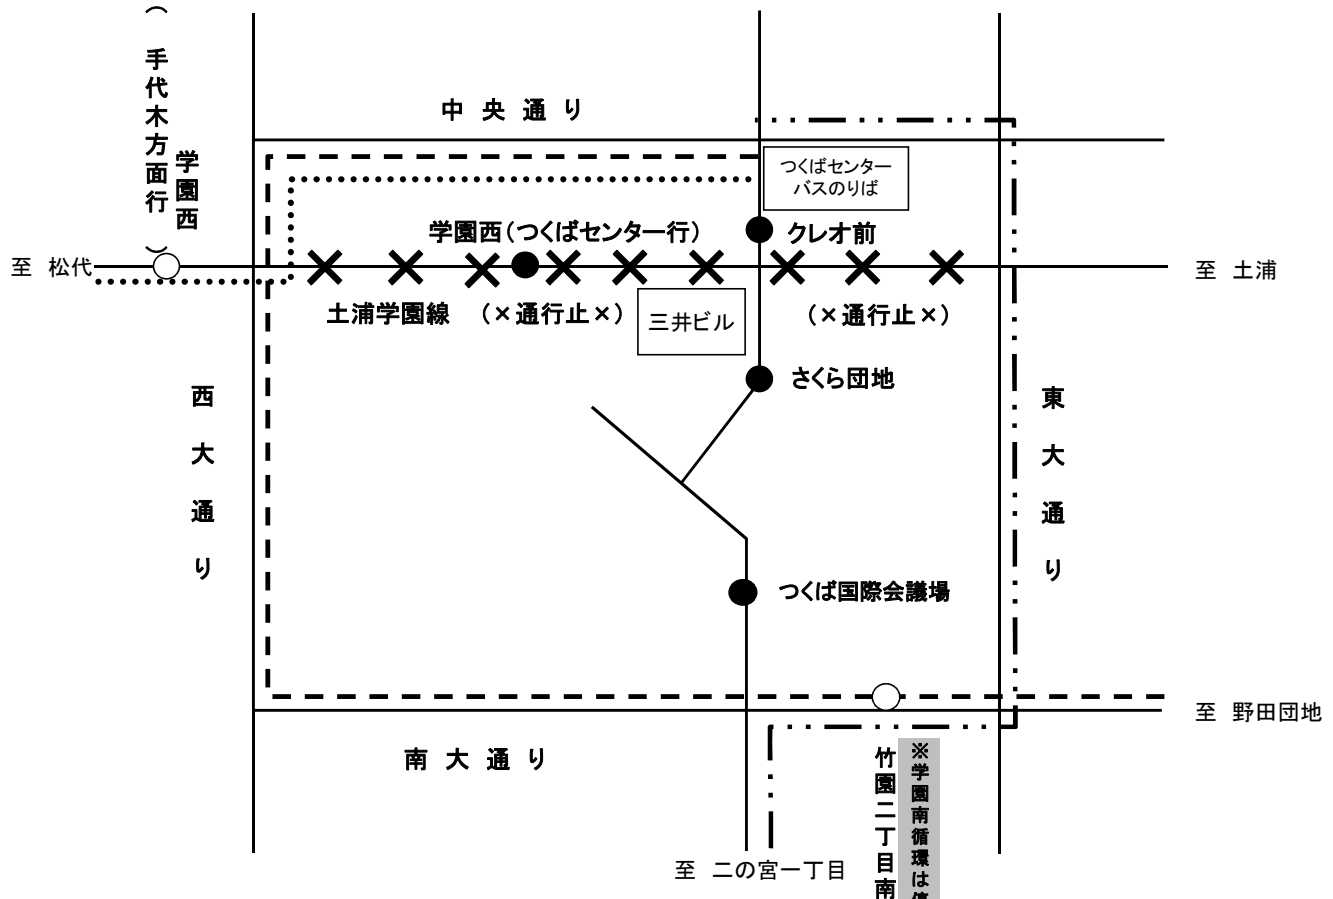 （手代木方面行）
学園西
中央通り
つくばセンター
バスのりば
学園西（つくばセンター行）
クレオ前
至 松代
至 土浦
土浦学園線
（×通行止×）
三井ビル
（×通行止×）
さくら団地
西大通り
東大通り
つくば国際会議場
至 野田団地
南大通り
竹園二丁目南
※学園南循環は
至 二の宮一丁目